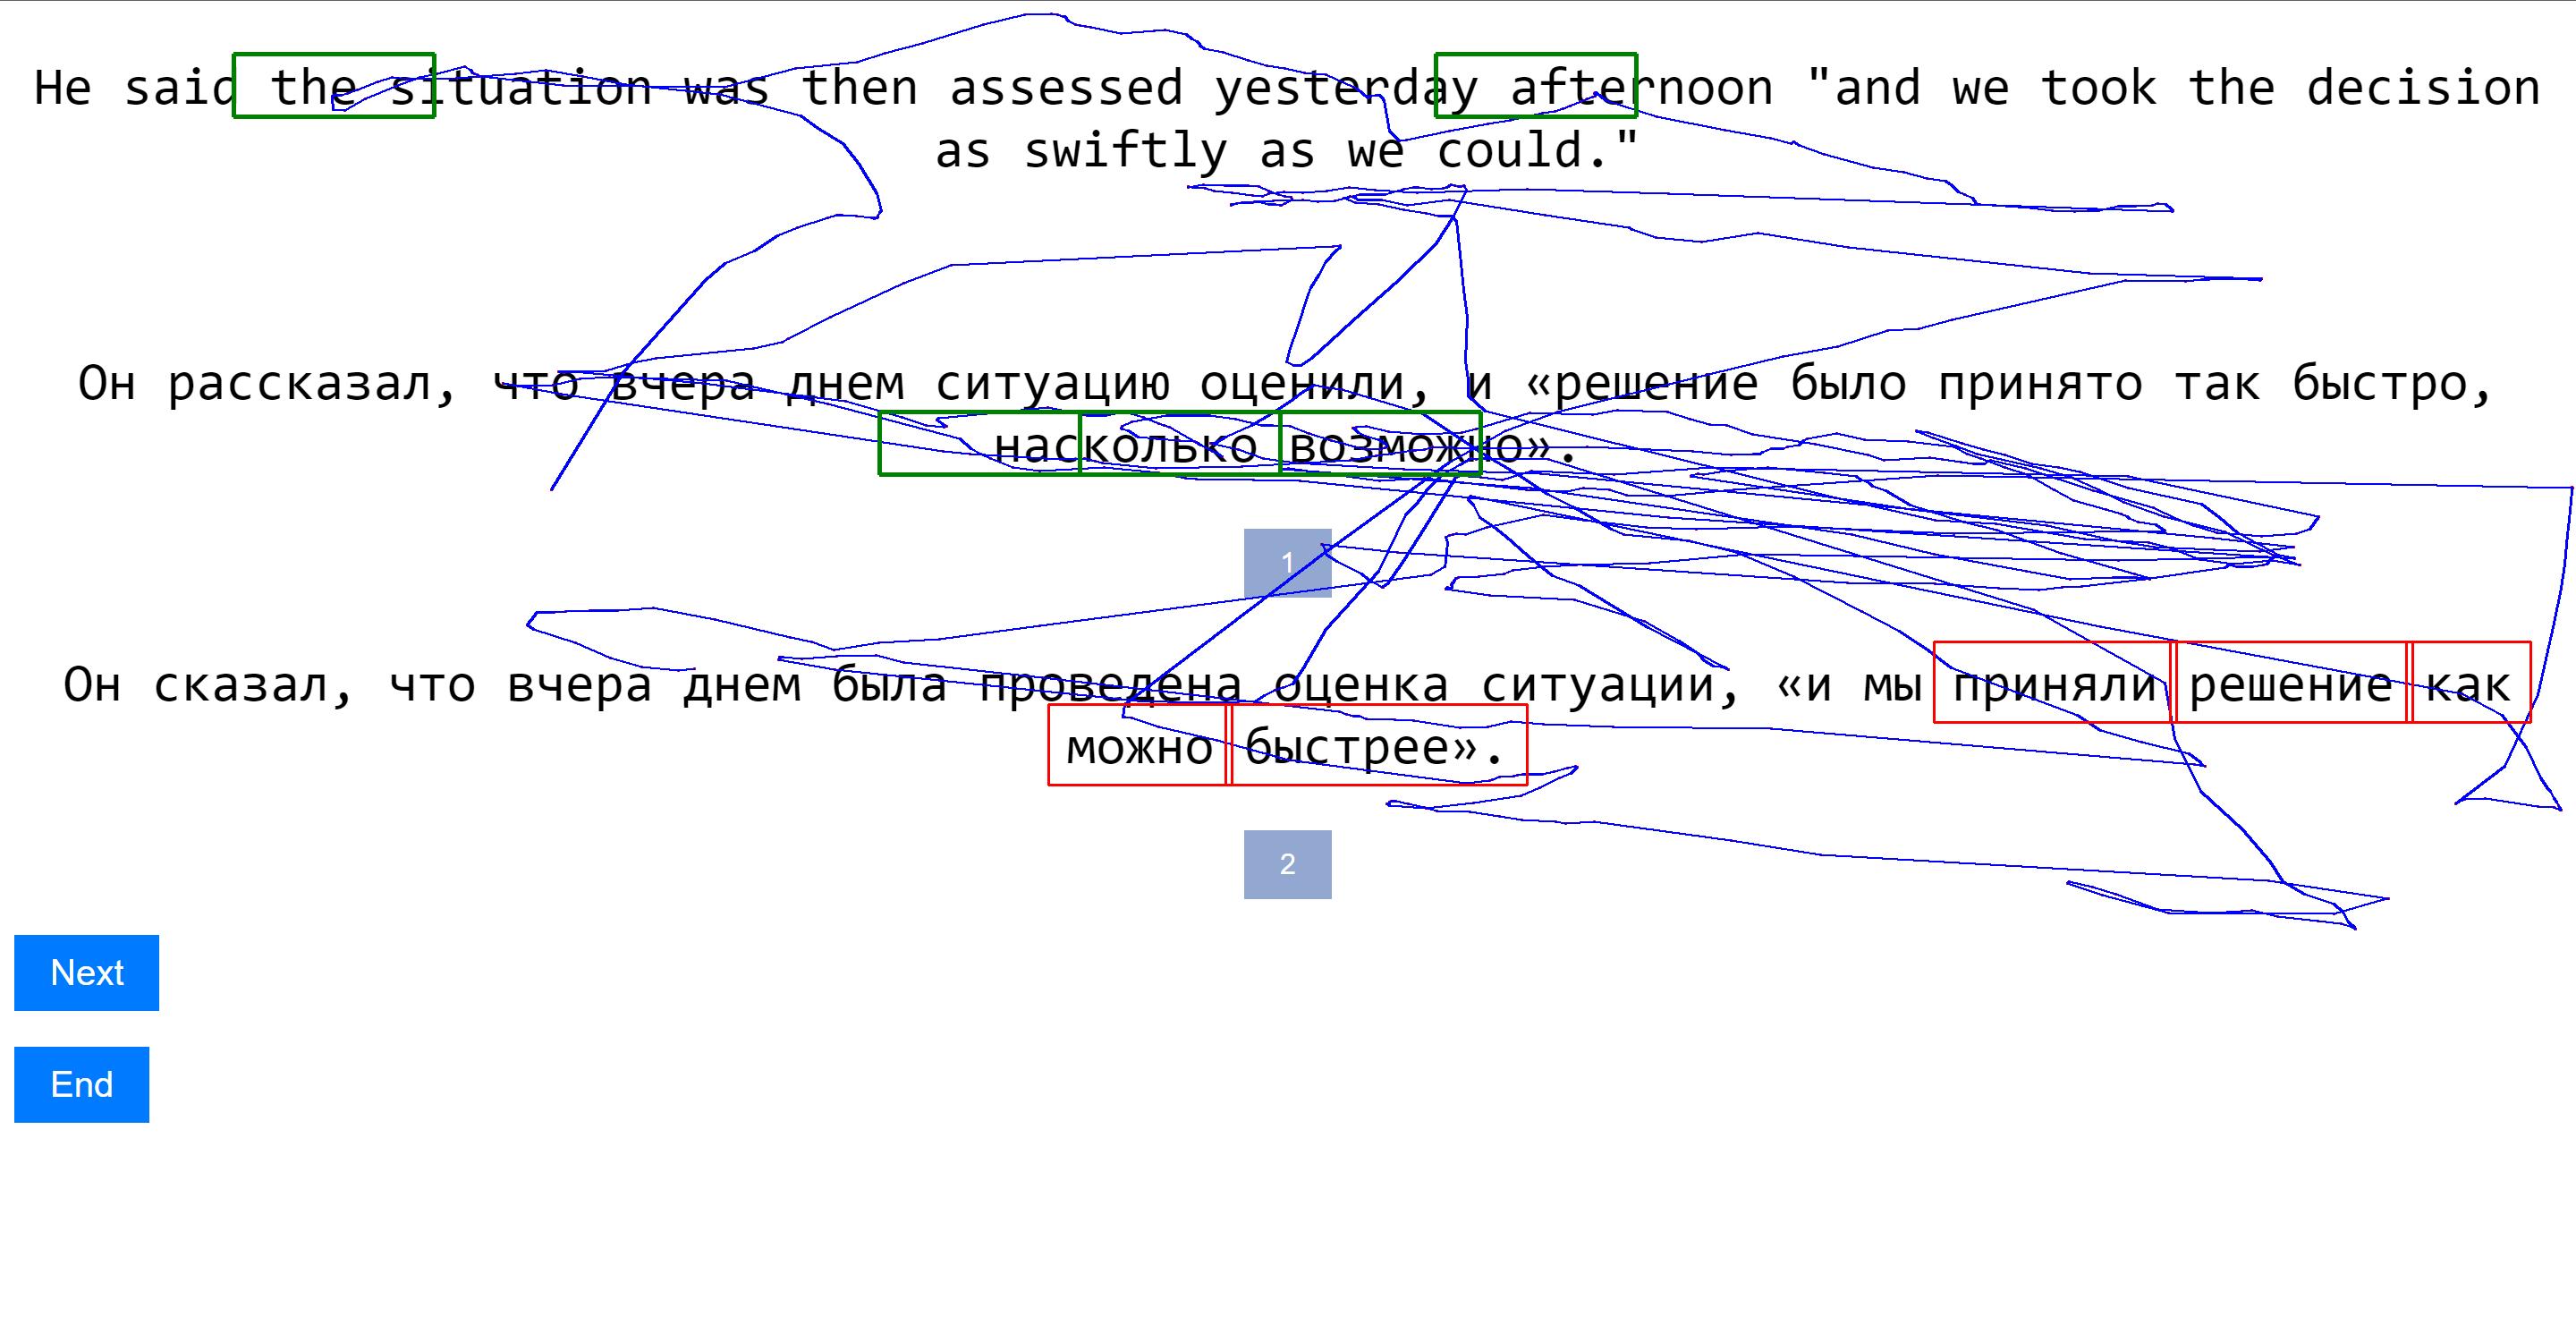 He said the situation was then assessed yesterday afternoon "and we took the decision
as swiftly as we could."
Он рассказал, что вчера днем ситуацию оценили, и «решение было принято так быстро,
насколько возможно».
1
Он сказал, что вчера днем была проведена оценка ситуации, «и мы приняли решение как
можно быстрее».
2
Next
End